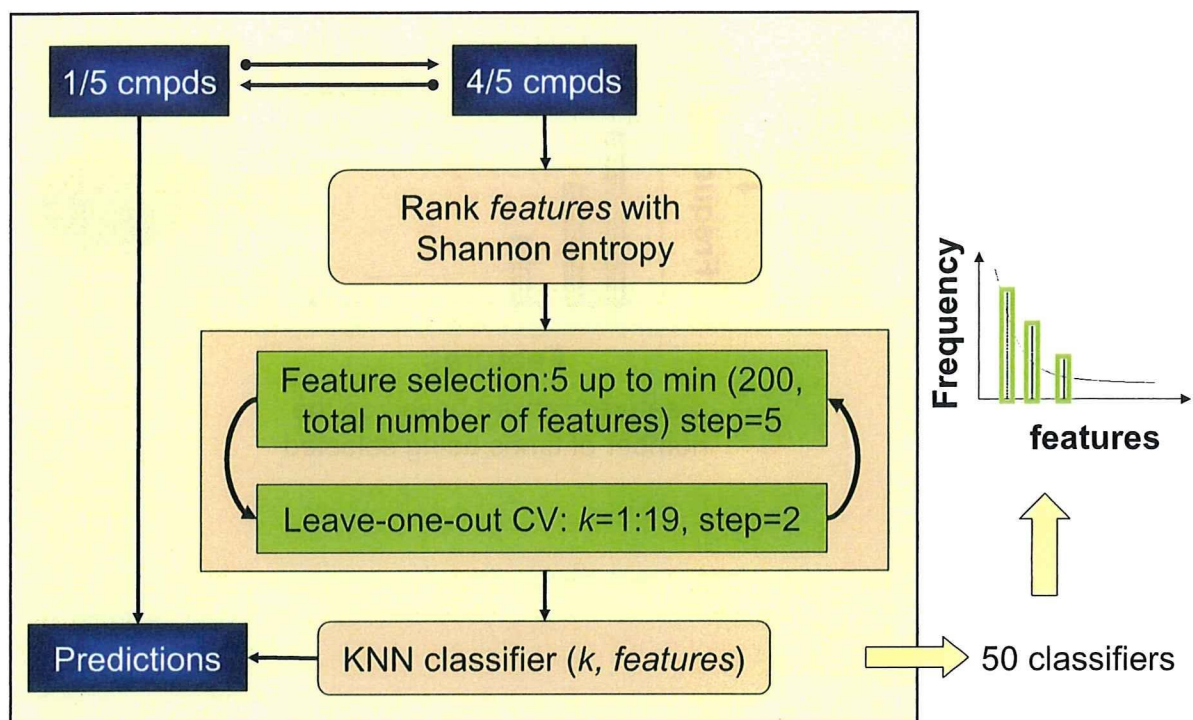 1/5 cmpds
4/5 cmpds
Rank features with
Shannon entropy
Feature selection:5 up to min (200,
total number of features) step=5
Leave-one-out CV: k=1:19, step=2
Predictions
KNN classifier (k, features)
50 classifiers
Frequency
features